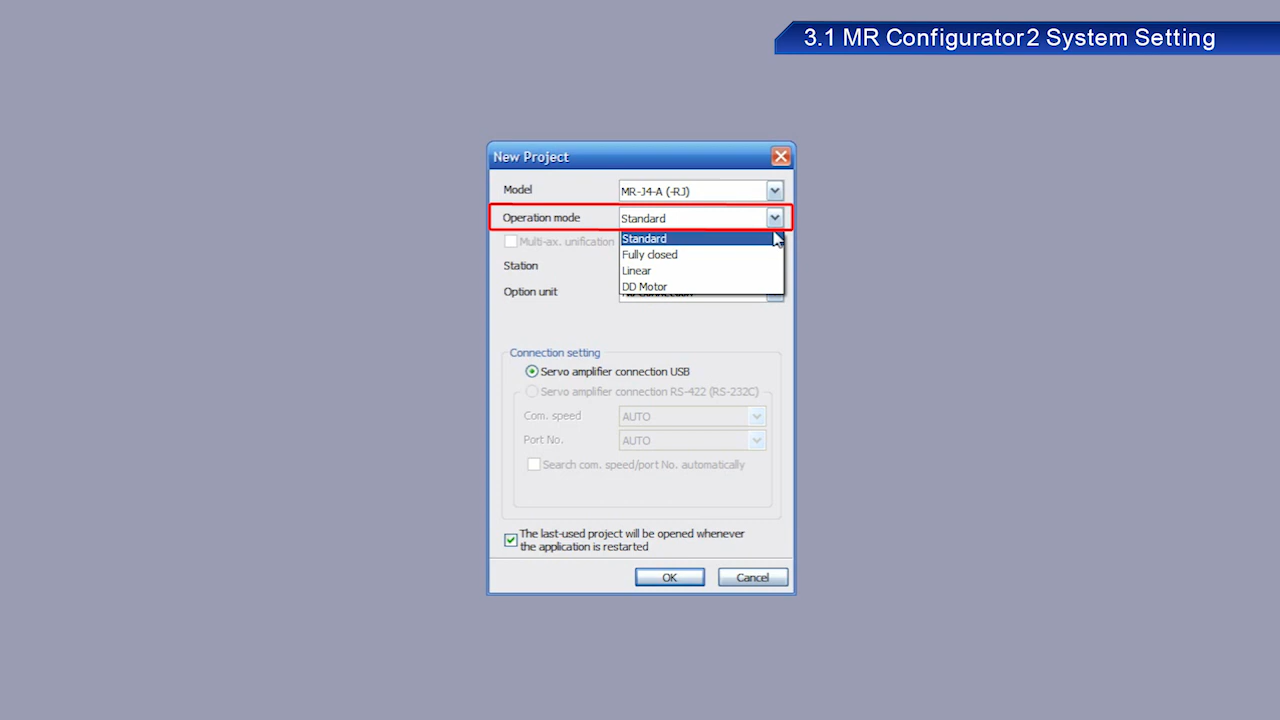 3.1 MR Configurator2 System Setting
New Project
Model MR-J4-A (-RJ)
Operation mode Standard
Standard
Multi-ax. unification
Fully closed
Station
Linear
DD Motor
Option unit
Connection setting
Servo amplifier connection USB
Servo amplifier connection RS-422 (RS-232C)
Com. speed AUTO
Port No. AUTO
Search com. speed/port No. automatically
The last-used project will be opened whenever
the application is restarted
OK Cancel